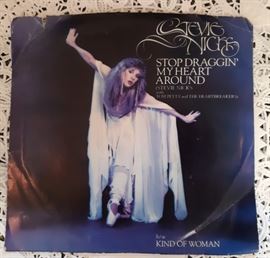 STEVIE
NICKS
STOP DRAGGIN'
MY HEART
AROUND
(STEVIE NICKS
with
TOM PETTY and THE HEARTBREAKERS)
b/w
KIND OF WOMAN